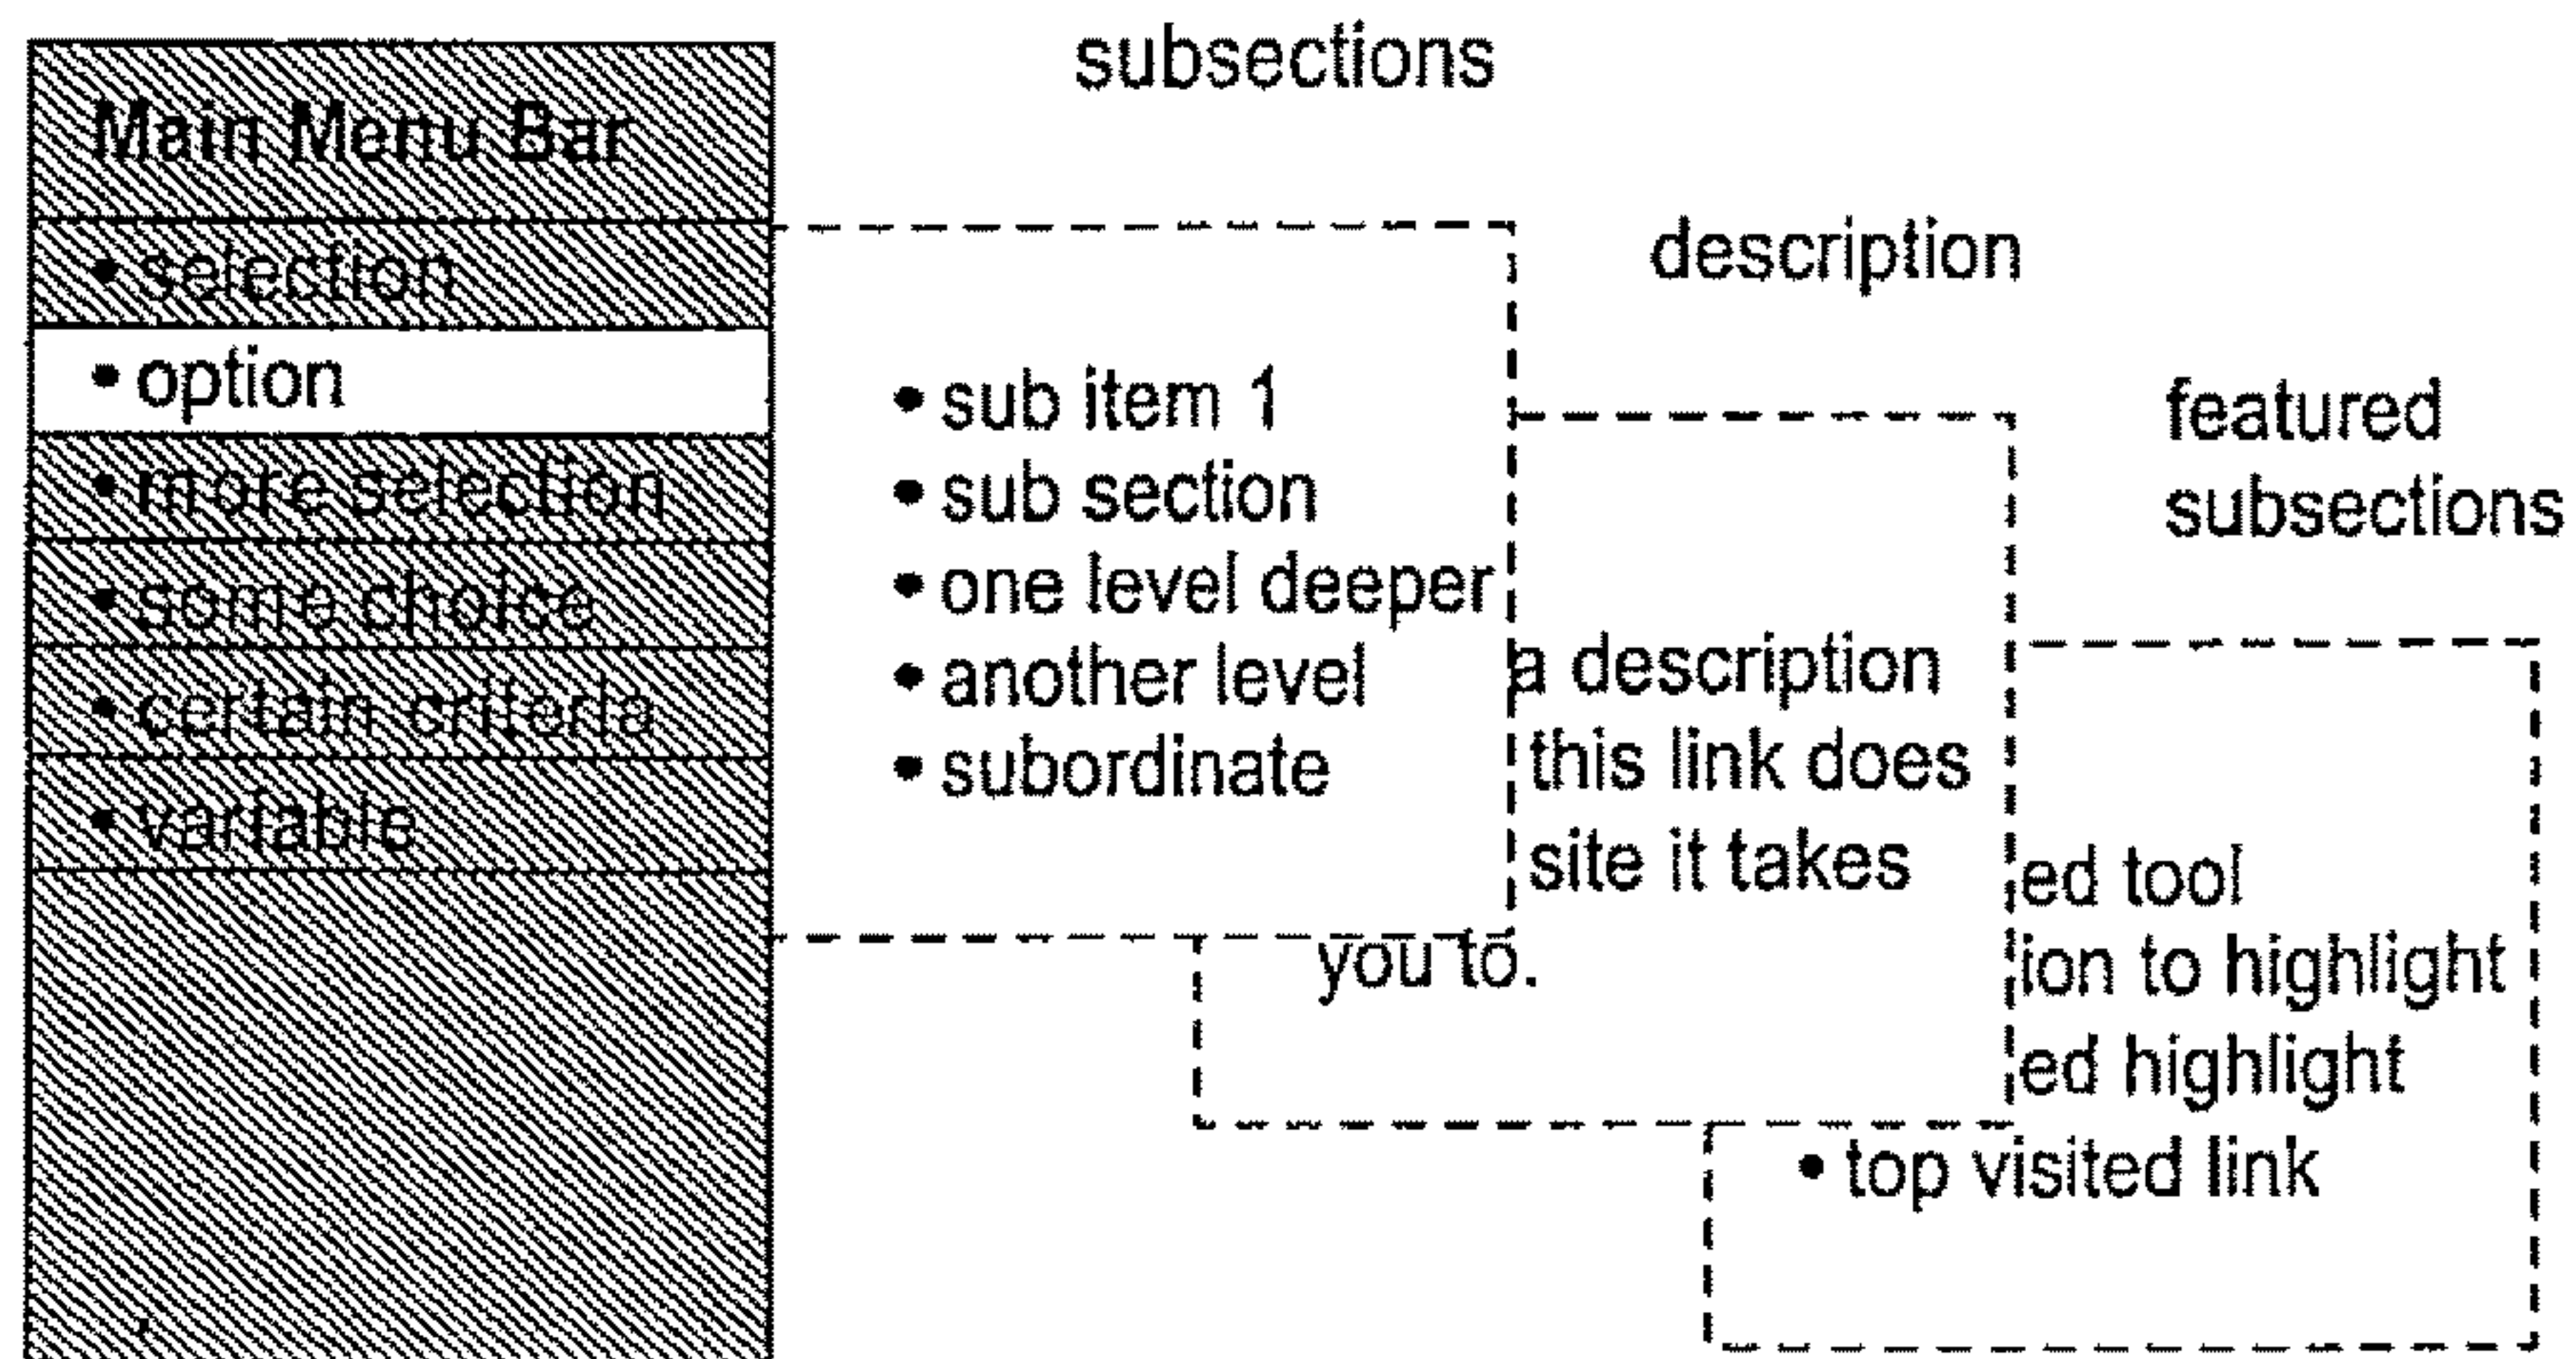 Main Menu Bar
• selection
• option
• more selection
• some choice
• certain criteria
• variable
subsections
• sub item 1
• sub section
• one level deeper
• another level
• subordinate
description
a description
this link does
site it takes
you to.
featured
subsections
ed tool
ion to highlight
ed highlight
• top visited link